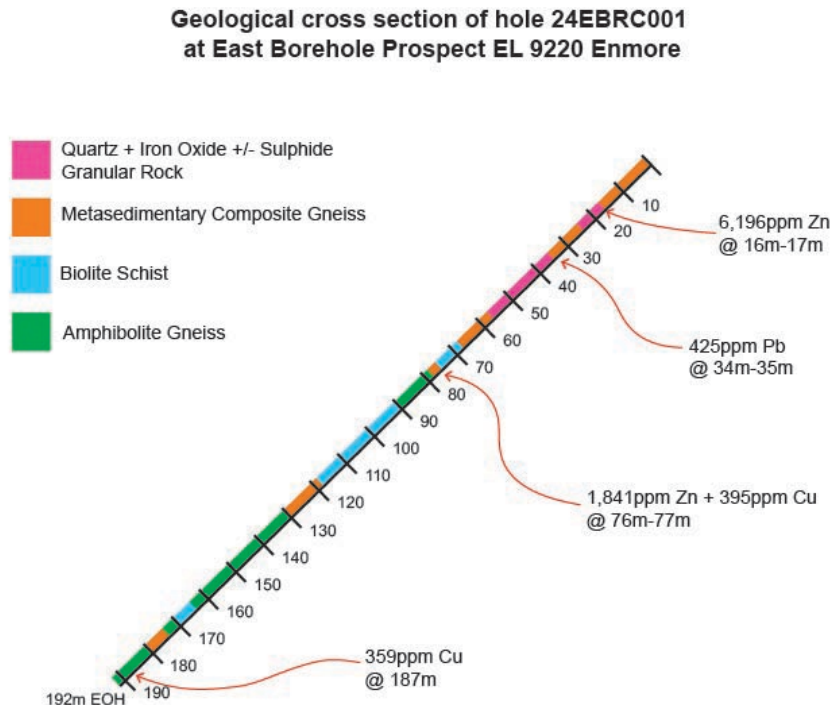 Geological cross section of hole 24EBRC001
at East Borehole Prospect EL 9220 Enmore
Quartz + Iron Oxide +/- Sulphide
Granular Rock
Metasedimentary Composite Gneiss
Biolite Schist
Amphibolite Gneiss
10
20
30
40
50
60
70
80
90
100
110
120
130
140
150
160
170
180
190
6,196ppm Zn
@ 16m-17m
425ppm Pb
@ 34m-35m
1,841ppm Zn + 395ppm Cu
@ 76m-77m
359ppm Cu
@ 187m
192m EOH